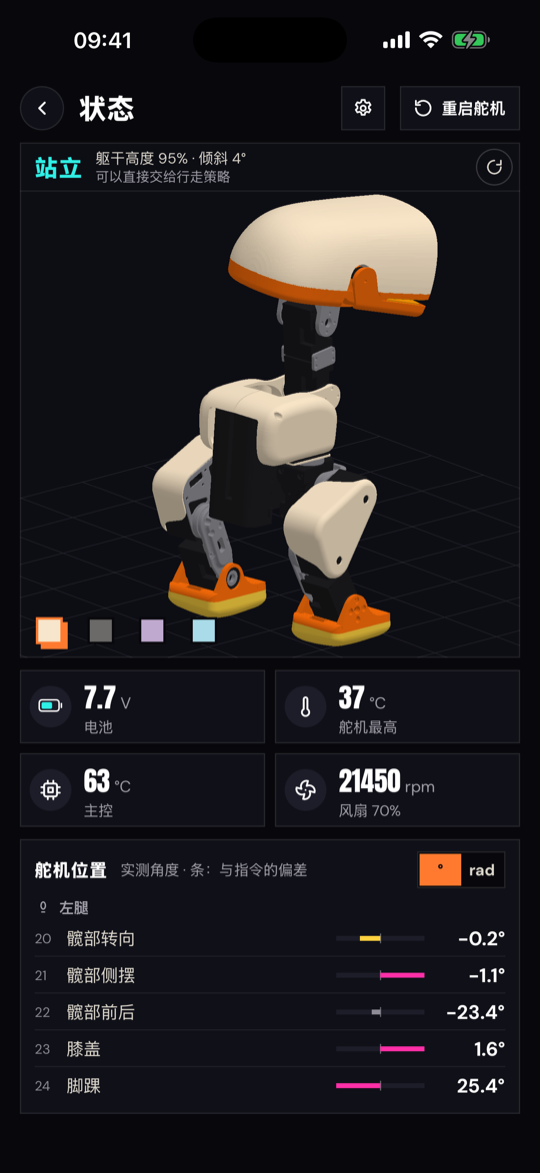 09:41
状态
重启舵机
站立
躯干高度 95% · 倾斜 4°
可以直接交给行走策略
7.7 V
电池
37 °C
舵机最高
63 °C
主控
21450 rpm
风扇 70%
舵机位置 实测角度 · 条：与指令的偏差
° rad
左腿
20 髋部转向 −0.2°
21 髋部侧摆 −1.1°
22 髋部前后 −23.4°
23 膝盖 1.6°
24 脚踝 25.4°